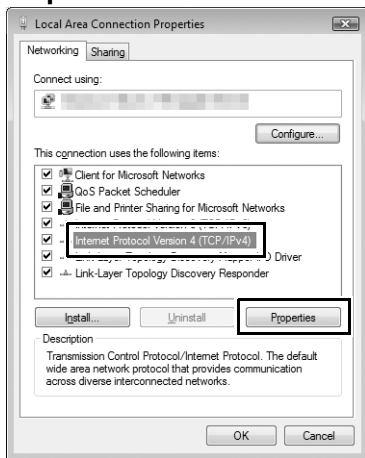 Local Area Connection Properties
Networking Sharing
Connect using:
Configure...
This connection uses the following items:
Client for Microsoft Networks
QoS Packet Scheduler
File and Printer Sharing for Microsoft Networks
Internet Protocol Version 4 (TCP/IPv4)
Driver
Link-Layer Topology Discovery Responder
Install... Uninstall Properties
Description
Transmission Control Protocol/Internet Protocol. The default
wide area network protocol that provides communication
across diverse interconnected networks.
OK Cancel